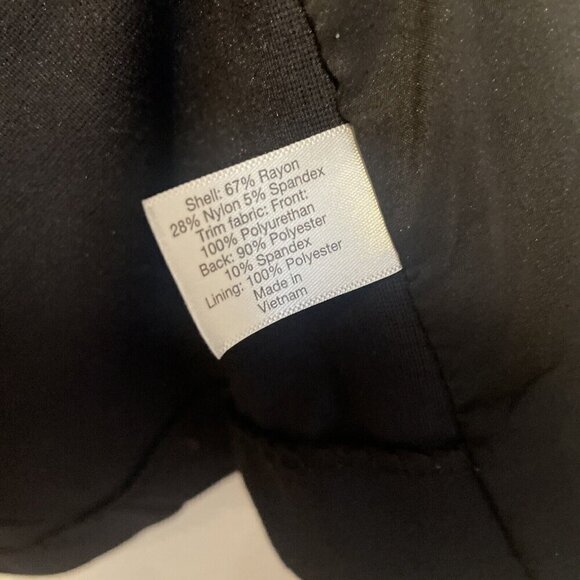 Shell: 67% Rayon
28% Nylon 5% Spandex
Trim fabric: Front:
100% Polyurethan
Back: 90% Polyester
10% Spandex
Lining: 100% Polyester
Made in
Vietnam